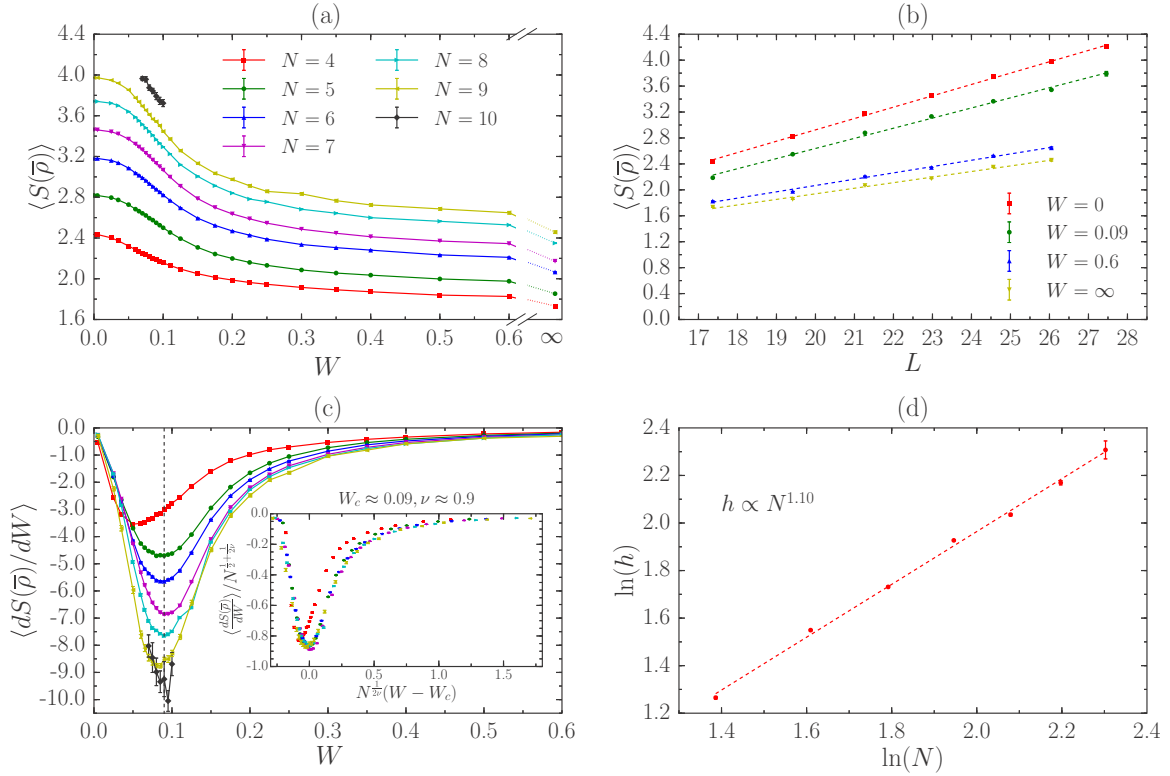 (a)
4.4
4.0
3.6
3.2
2.8
2.4
2.0
1.6
⟨S(ρ̅)⟩
N = 4
N = 5
N = 6
N = 7
N = 8
N = 9
N = 10
0.0 0.1 0.2 0.3 0.4 0.5 0.6 ∞
W
(b)
4.4
4.0
3.6
3.2
2.8
2.4
2.0
1.6
1.2
0.8
0.4
0.0
⟨S(ρ̅)⟩
W = 0
W = 0.09
W = 0.6
W = ∞
17 18 19 20 21 22 23 24 25 26 27 28
L
(c)
0.0
-1.0
-2.0
-3.0
-4.0
-5.0
-6.0
-7.0
-8.0
-9.0
-10.0
⟨dS(ρ̅)/dW⟩
W_c ≈ 0.09, ν ≈ 0.9
0.0
-0.2
-0.4
-0.6
-0.8
-1.0
⟨dS(ρ̅)/dW⟩/N^{1/2+1/2ν}
0.0 0.5 1.0 1.5
N^{1/2ν}(W − W_c)
0.0 0.1 0.2 0.3 0.4 0.5 0.6
W
(d)
2.4
2.2
2.0
1.8
1.6
1.4
1.2
ln(h)
h ∝ N^{1.10}
1.4 1.6 1.8 2.0 2.2 2.4
ln(N)